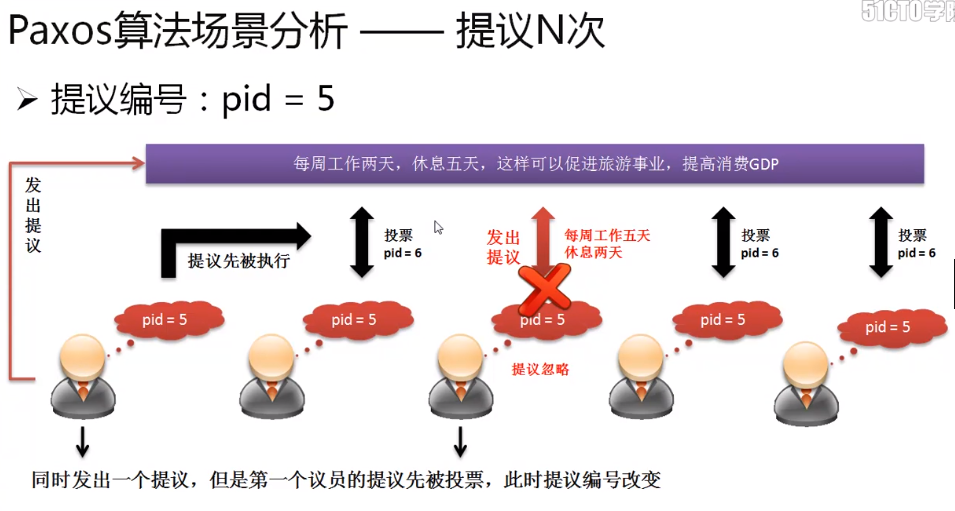 51CTO学院
Paxos算法场景分析 —— 提议N次
➢ 提议编号：pid = 5
每周工作两天，休息五天，这样可以促进旅游事业，提高消费GDP
发出提议
提议先被执行
投票
pid = 6
发出
提议
每周工作五天
休息两天
投票
pid = 6
投票
pid = 6
pid = 5
pid = 5
pid = 5
pid = 5
pid = 5
提议忽略
同时发出一个提议，但是第一个议员的提议先被投票，此时提议编号改变